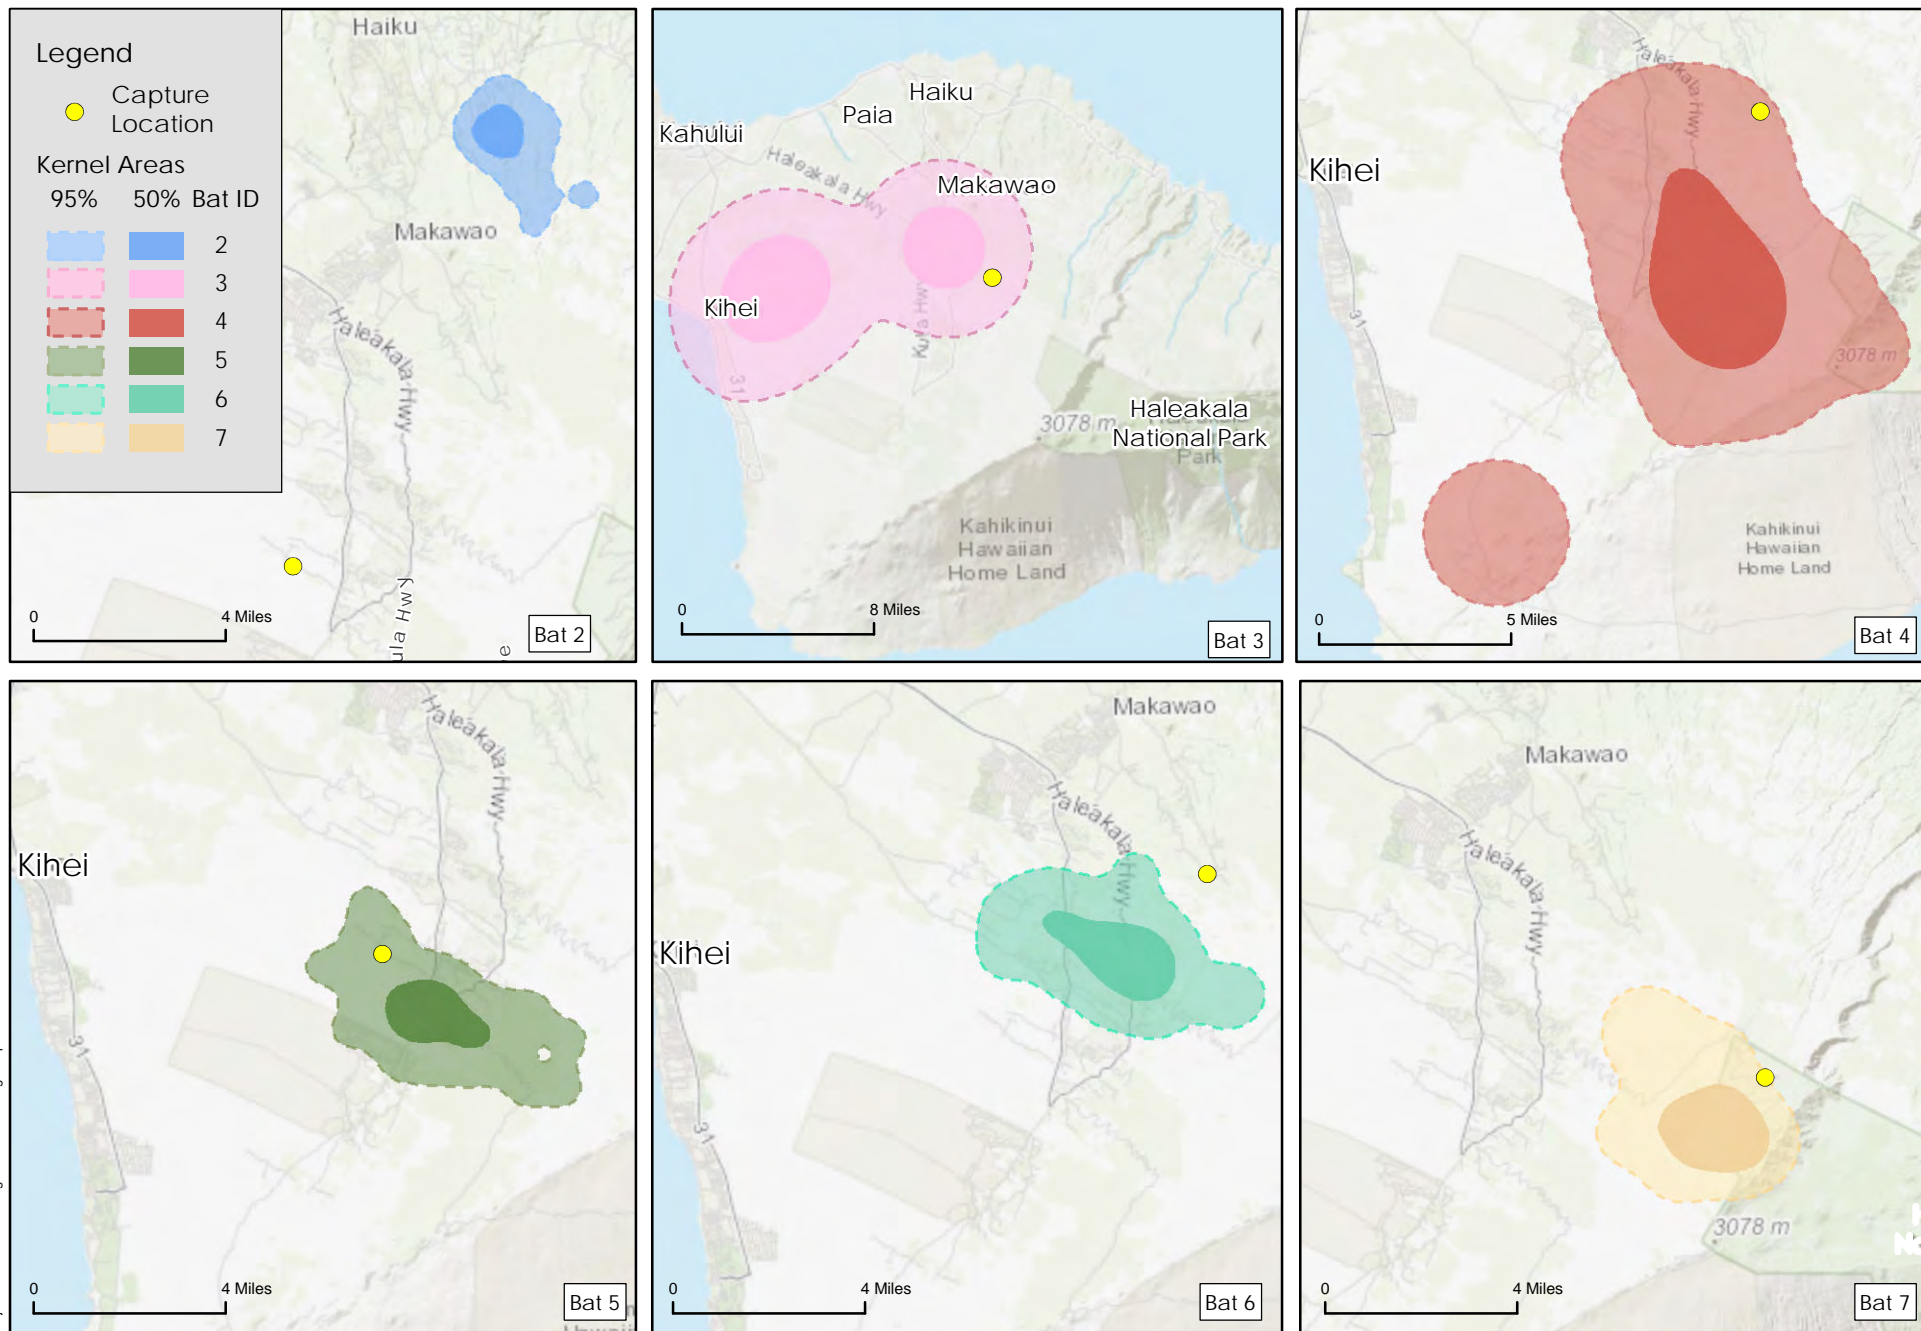 Legend
Capture
Location
Kernel Areas
95% 50% Bat ID
2
3
4
5
6
7
Haiku
Makawao
Haleakala Hwy
ula Hwy
e
0 4 Miles
Bat 2
Haiku
Paia
Kahului
Haleakala Hwy
Makawao
Kihei
Kula Hwy
31
3078 m
Haleakala
National Park
Park
Kahikinui
Hawaiian
Home Land
0 8 Miles
Bat 3
Haleakala Hwy
Kihei
31
3078 m
Kahikinui
Hawaiian
Home Land
0 5 Miles
Bat 4
Haleakala Hwy
Kihei
31
0 4 Miles
Bat 5
Makawao
Haleakala Hwy
Kihei
31
0 4 Miles
Bat 6
Makawao
Haleakala Hwy
3078 m
0 4 Miles
Bat 7